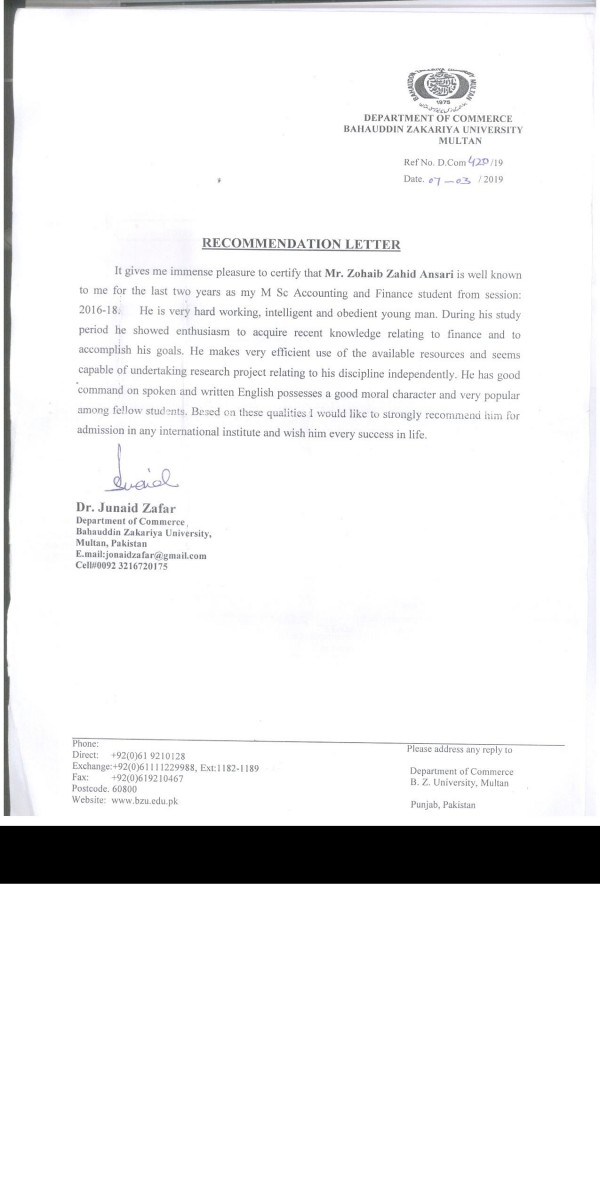 BAHAUDDIN ZAKARIYA UNIVERSITY MULTAN
1975
DEPARTMENT OF COMMERCE
BAHAUDDIN ZAKARIYA UNIVERSITY
MULTAN
Ref No. D.Com 420/19
Date. 07-03 /2019
RECOMMENDATION LETTER
It gives me immense pleasure to certify that Mr. Zohaib Zahid Ansari is well known
to me for the last two years as my M Sc Accounting and Finance student from session:
2016-18. He is very hard working, intelligent and obedient young man. During his study
period he showed enthusiasm to acquire recent knowledge relating to finance and to
accomplish his goals. He makes very efficient use of the available resources and seems
capable of undertaking research project relating to his discipline independently. He has good
command on spoken and written English possesses a good moral character and very popular
among fellow students. Based on these qualities I would like to strongly recommend him for
admission in any international institute and wish him every success in life.
Junaid
Dr. Junaid Zafar
Department of Commerce,
Bahauddin Zakariya University,
Multan, Pakistan
E.mail:jonaidzafar@gmail.com
Cell#0092 3216720175
Phone:
Direct: +92(0)61 9210128
Exchange:+92(0)61111229988, Ext:1182-1189
Fax: +92(0)619210467
Postcode. 60800
Website: www.bzu.edu.pk
Please address any reply to
Department of Commerce
B. Z. University, Multan
Punjab, Pakistan